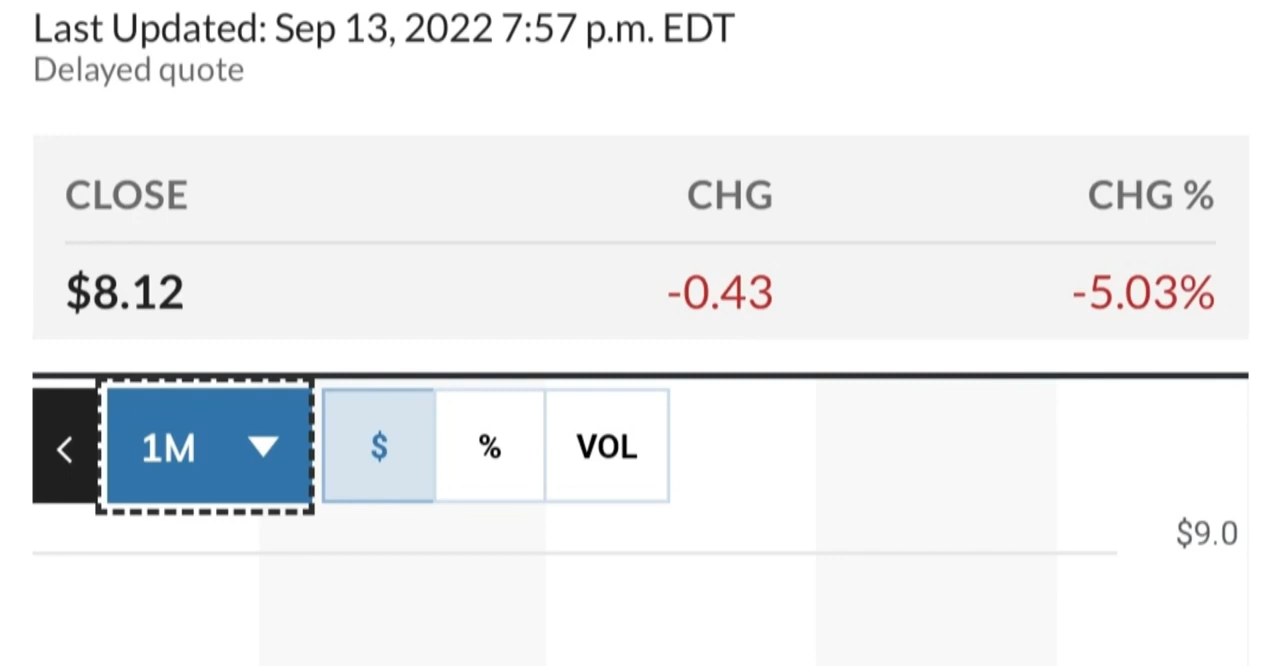 Last Updated: Sep 13, 2022 7:57 p.m. EDT
Delayed quote
CLOSE CHG CHG %
$8.12 -0.43 -5.03%
1M $ % VOL
$9.0